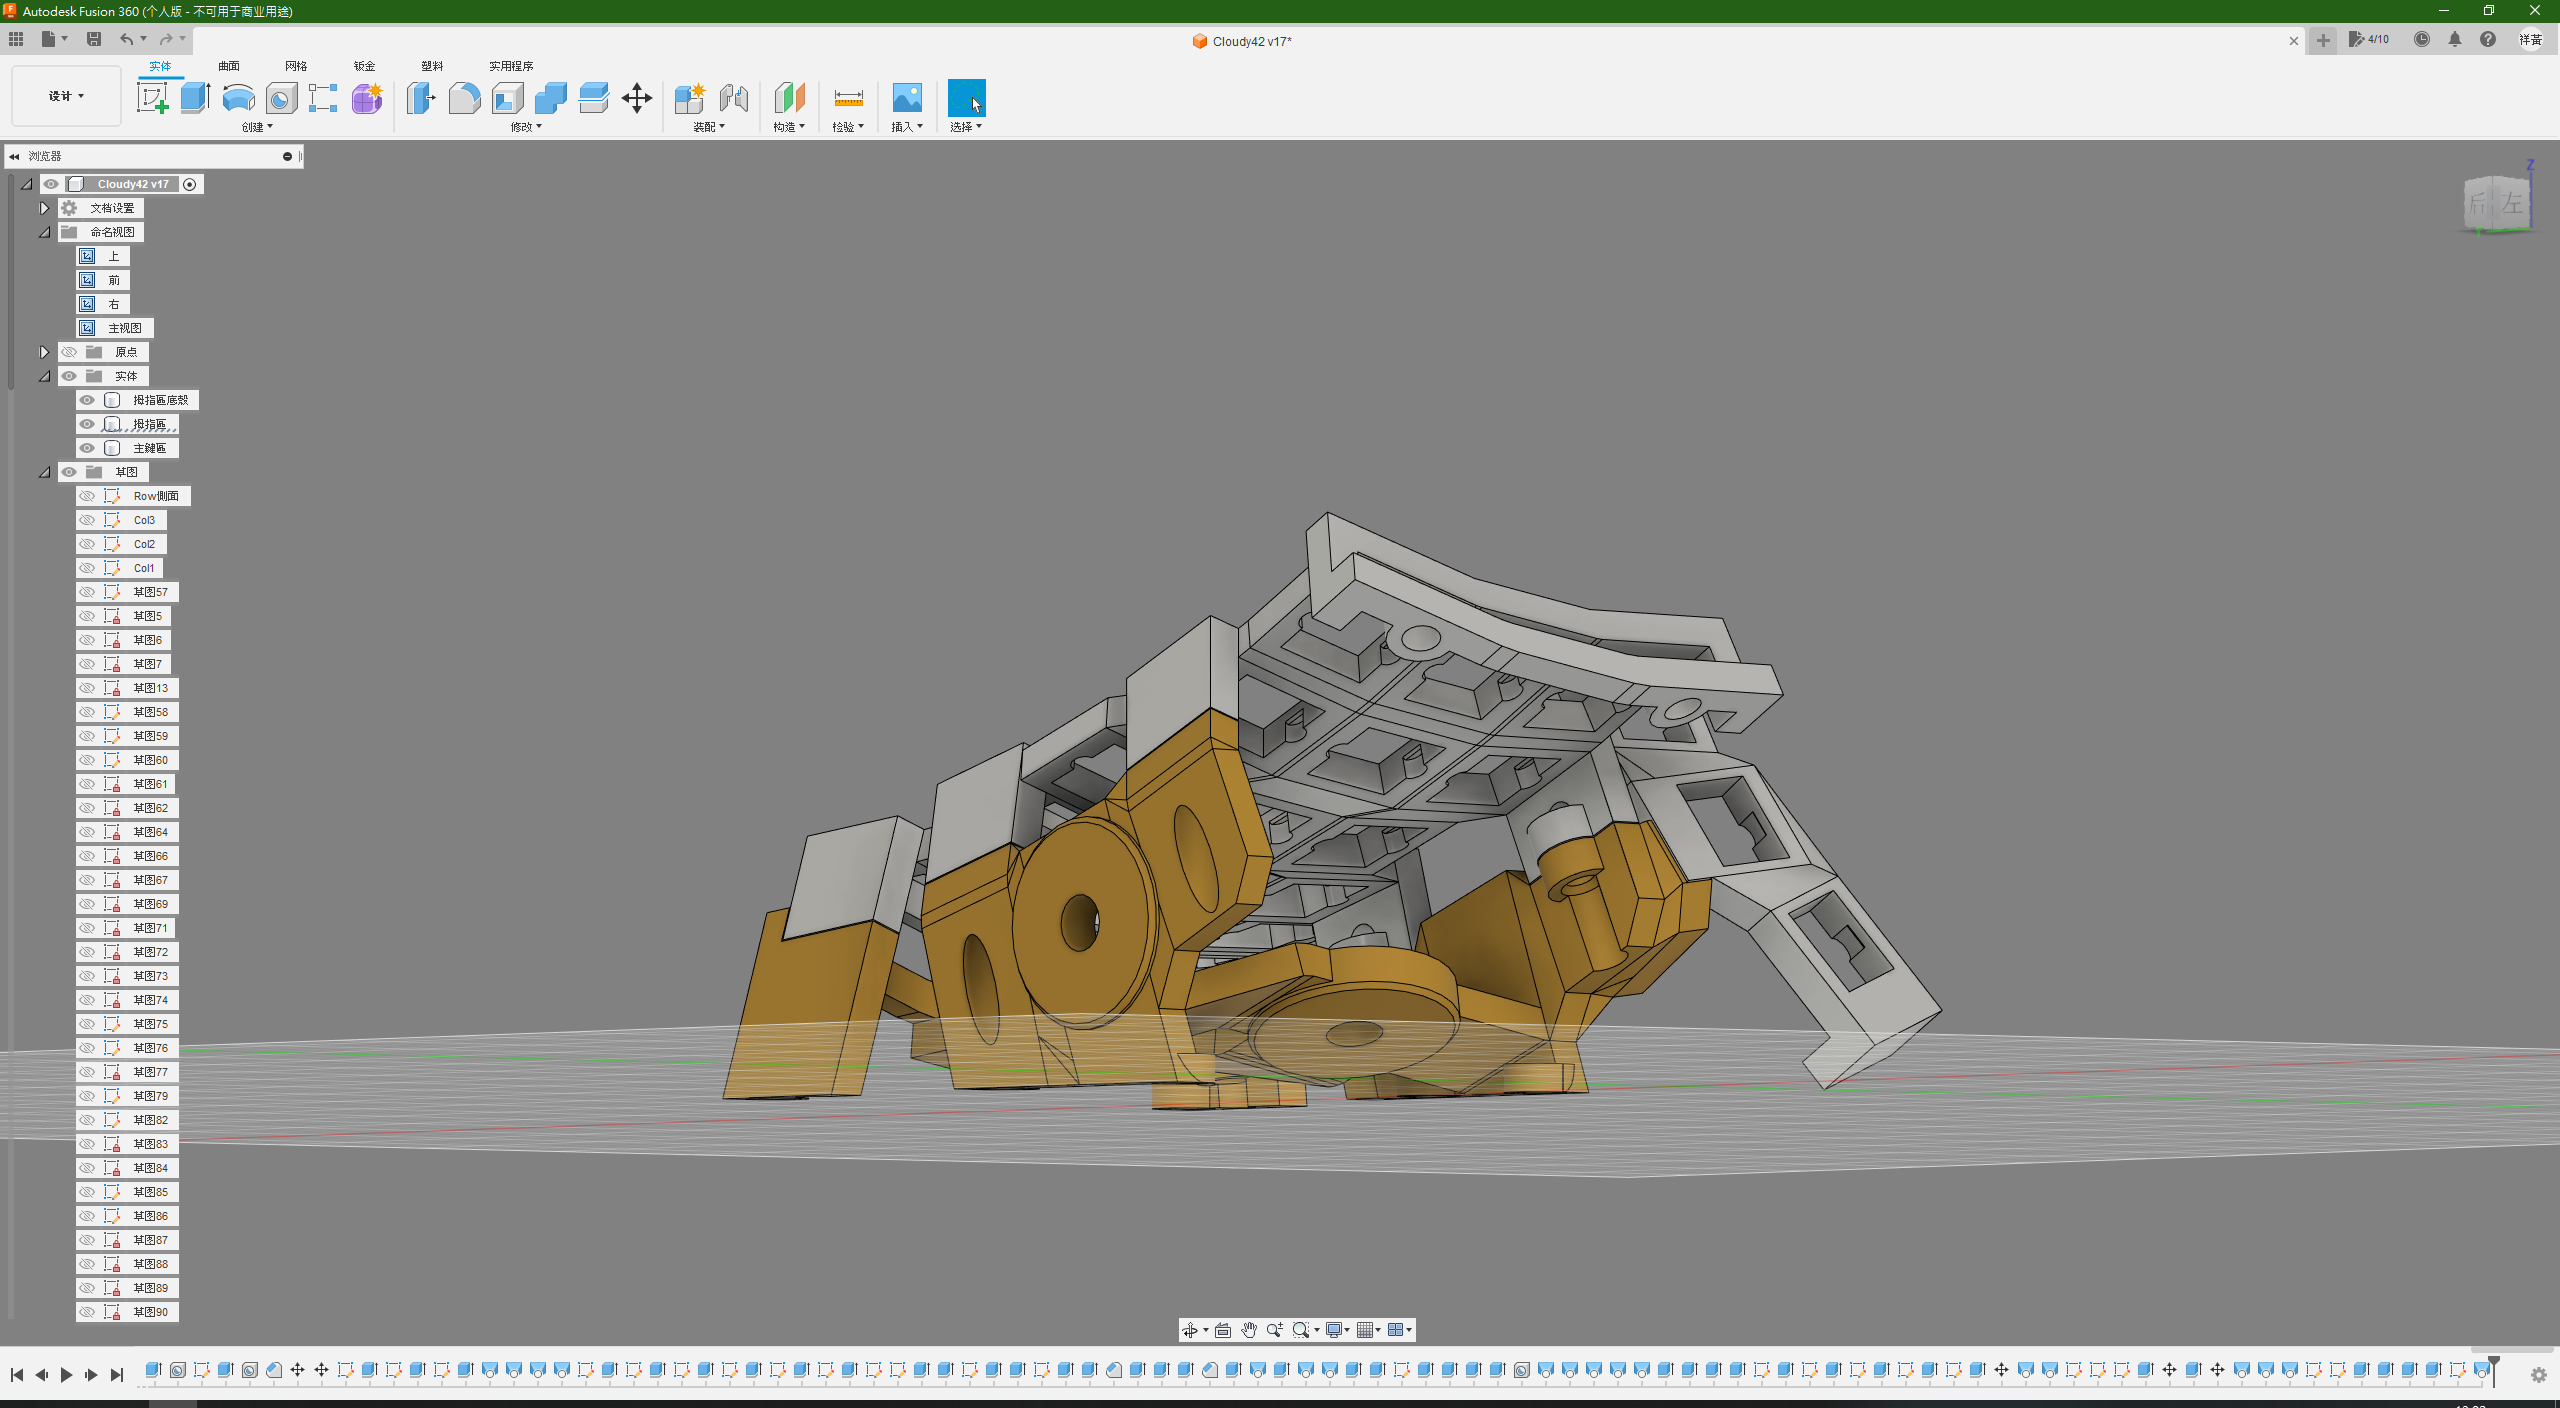 Autodesk Fusion 360 (个人版 - 不可用于商业用途)
Cloudy42 v17*
4/10
祥黃
设计
实体 曲面 网格 钣金 塑料 实用程序
创建 修改 装配 构造 检验 插入 选择
浏览器
Cloudy42 v17
文档设置
命名视图
上
前
右
主视图
原点
实体
拇指區底殼
拇指區
主鍵區
草图
Row側面
Col3
Col2
Col1
草图57
草图5
草图6
草图7
草图13
草图58
草图59
草图60
草图61
草图62
草图64
草图66
草图67
草图69
草图71
草图72
草图73
草图74
草图75
草图76
草图77
草图79
草图82
草图83
草图84
草图85
草图86
草图87
草图88
草图89
草图90
Z
后 左